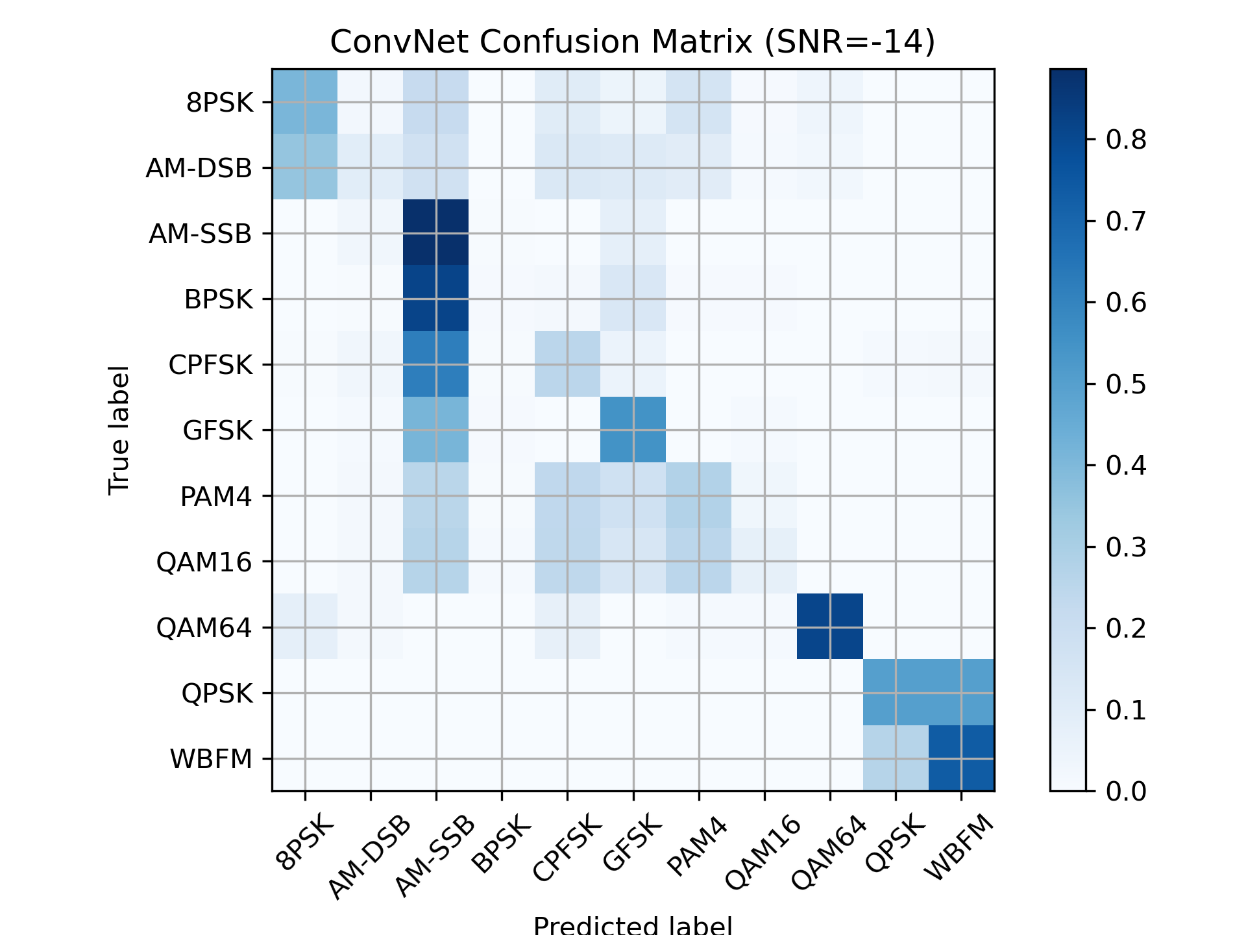 ConvNet Confusion Matrix (SNR=-14)
8PSK
AM-DSB
AM-SSB
BPSK
CPFSK
GFSK
PAM4
QAM16
QAM64
QPSK
WBFM
True label
8PSK
AM-DSB
AM-SSB
BPSK
CPFSK
GFSK
PAM4
QAM16
QAM64
QPSK
WBFM
Predicted label
0.8
0.7
0.6
0.5
0.4
0.3
0.2
0.1
0.0